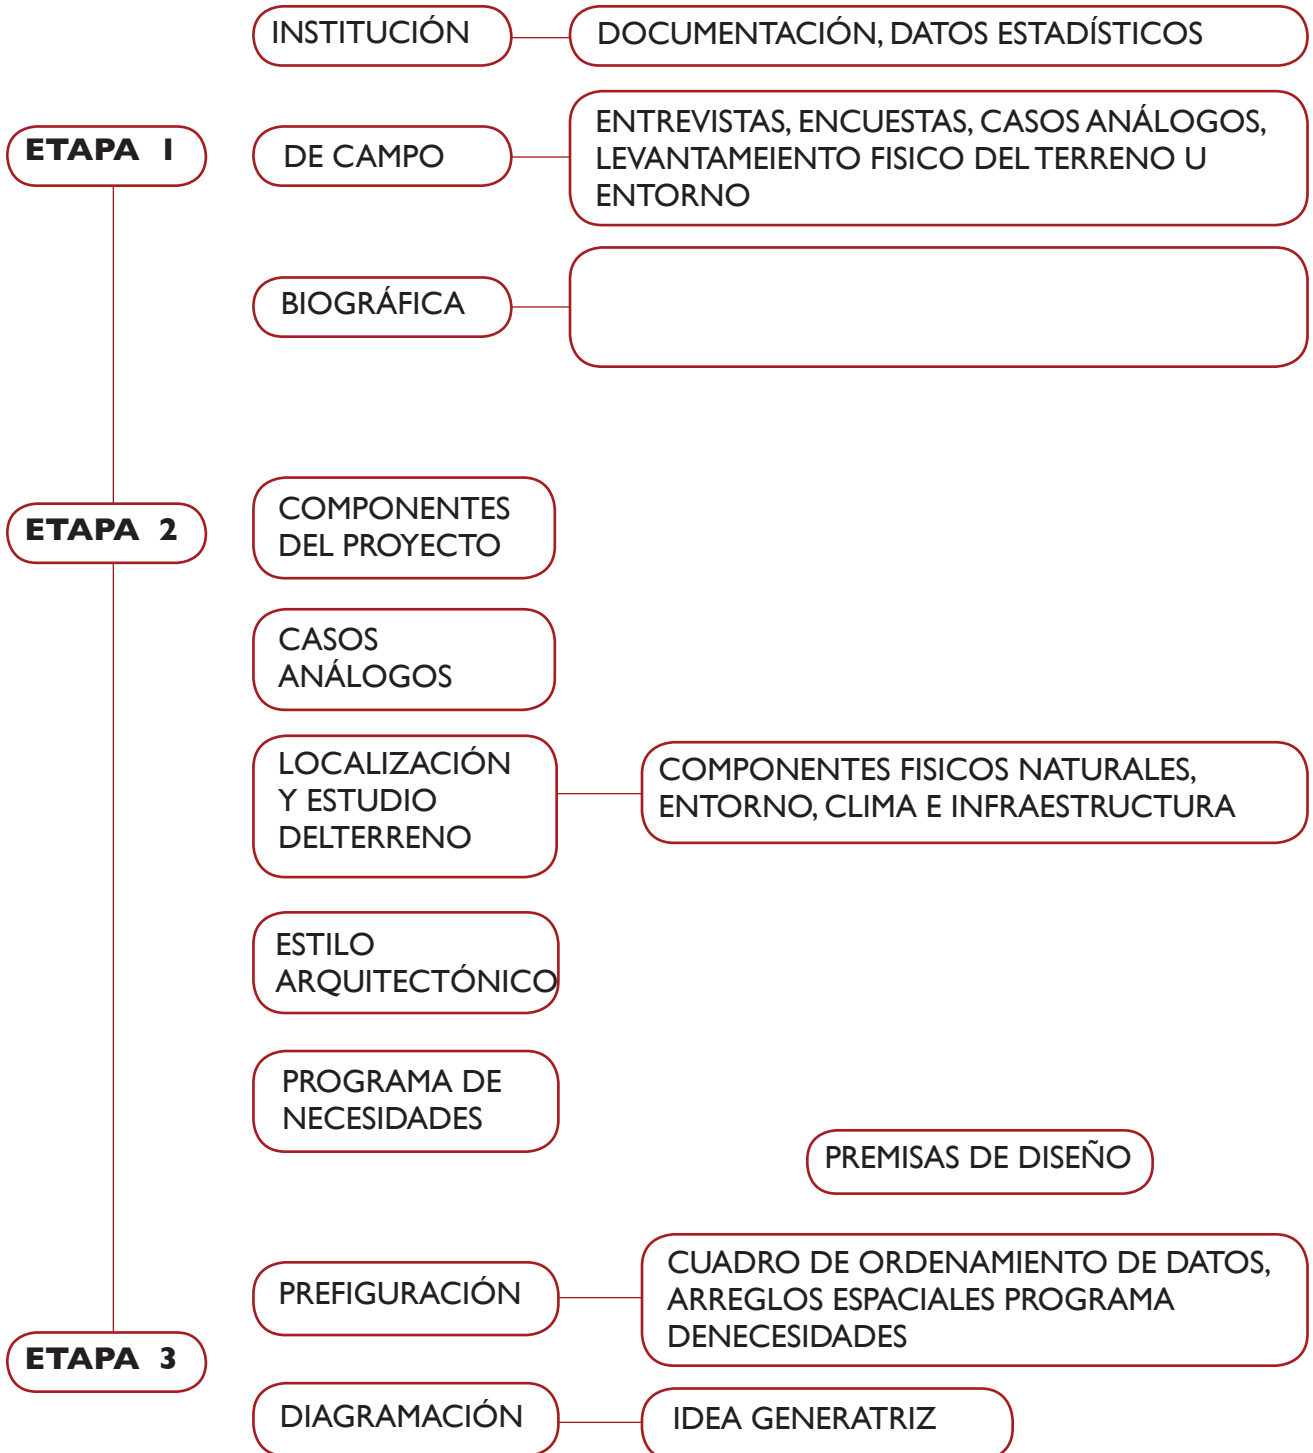 INSTITUCIÓN
DOCUMENTACIÓN, DATOS ESTADÍSTICOS
ETAPA 1
DE CAMPO
ENTREVISTAS, ENCUESTAS, CASOS ANÁLOGOS,
LEVANTAMEIENTO FISICO DEL TERRENO U
ENTORNO
BIOGRÁFICA
ETAPA 2
COMPONENTES
DEL PROYECTO
CASOS
ANÁLOGOS
LOCALIZACIÓN
Y ESTUDIO
DELTERRENO
COMPONENTES FISICOS NATURALES,
ENTORNO, CLIMA E INFRAESTRUCTURA
ESTILO
ARQUITECTÓNICO
PROGRAMA DE
NECESIDADES
PREMISAS DE DISEÑO
PREFIGURACIÓN
CUADRO DE ORDENAMIENTO DE DATOS,
ARREGLOS ESPACIALES PROGRAMA
DENECESIDADES
ETAPA 3
DIAGRAMACIÓN
IDEA GENERATRIZ